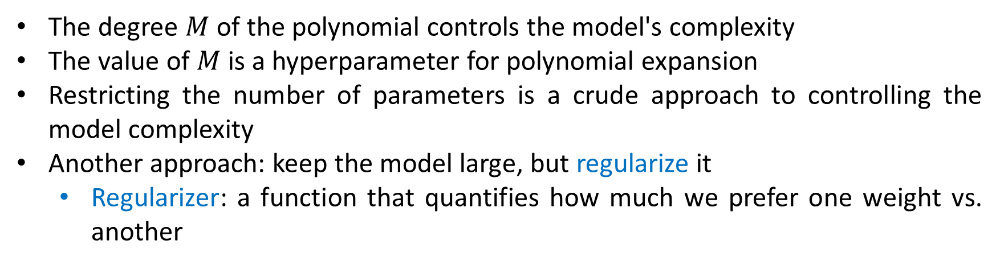 • The degree M of the polynomial controls the model's complexity
• The value of M is a hyperparameter for polynomial expansion
• Restricting the number of parameters is a crude approach to controlling the
model complexity
• Another approach: keep the model large, but regularize it
• Regularizer: a function that quantifies how much we prefer one weight vs.
another